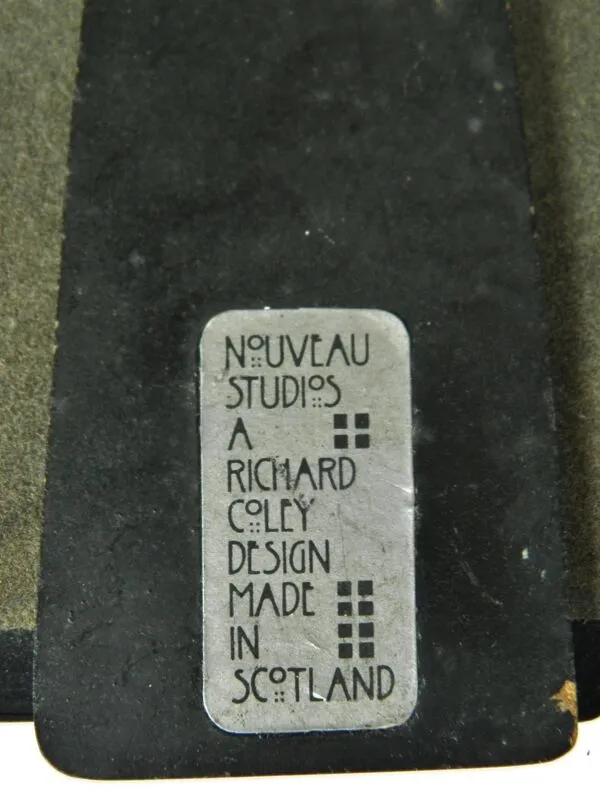 NOUVEAU
STUDIOS
A
RICHARD
COLEY
DESIGN
MADE
IN
SCOTLAND